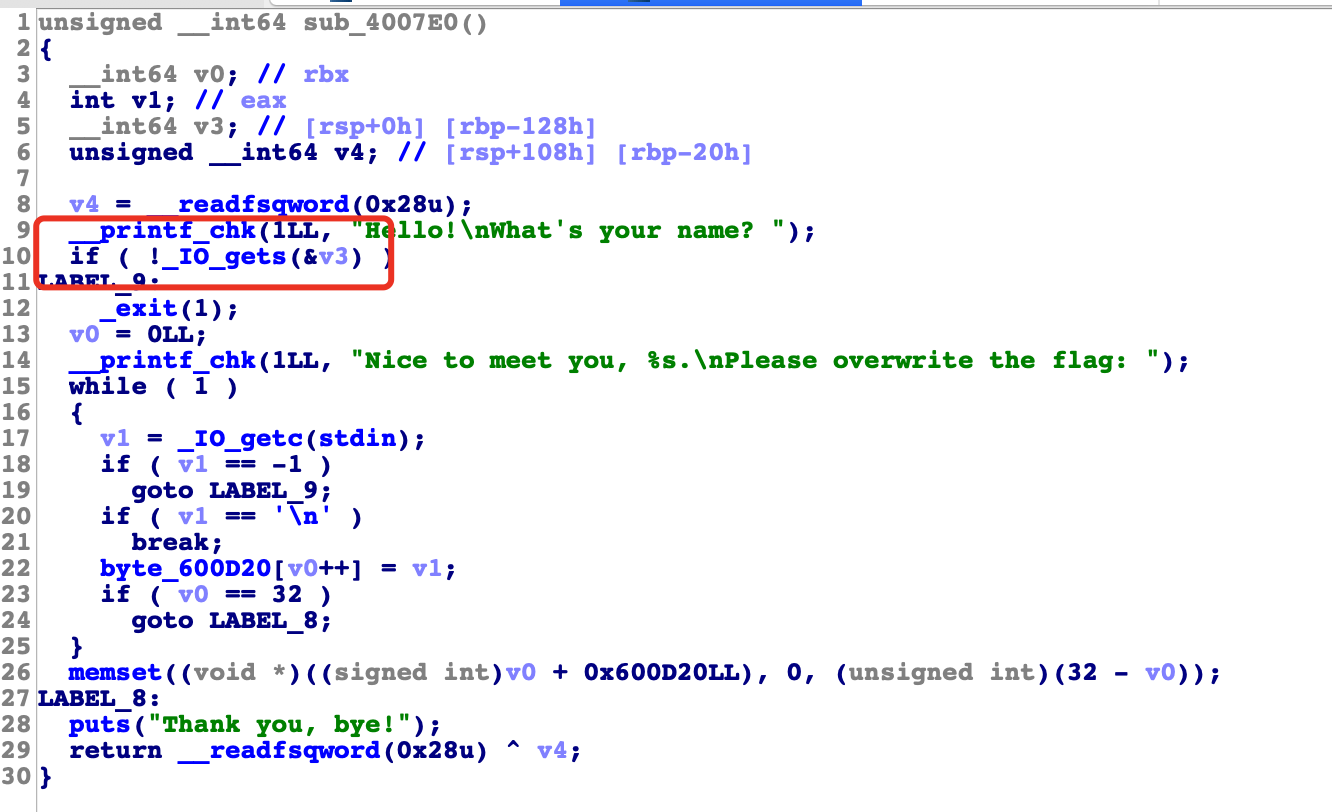 1 unsigned __int64 sub_4007E0()
2 {
3 __int64 v0; // rbx
4 int v1; // eax
5 __int64 v3; // [rsp+0h] [rbp-128h]
6 unsigned __int64 v4; // [rsp+108h] [rbp-20h]
7
8 v4 = __readfsqword(0x28u);
9 __printf_chk(1LL, "Hello!\nWhat's your name? ");
10 if ( !_IO_gets(&v3) )
11 LABEL_9:
12 _exit(1);
13 v0 = 0LL;
14 __printf_chk(1LL, "Nice to meet you, %s.\nPlease overwrite the flag: ");
15 while ( 1 )
16 {
17 v1 = _IO_getc(stdin);
18 if ( v1 == -1 )
19 goto LABEL_9;
20 if ( v1 == '\n' )
21 break;
22 byte_600D20[v0++] = v1;
23 if ( v0 == 32 )
24 goto LABEL_8;
25 }
26 memset((void *)((signed int)v0 + 0x600D20LL), 0, (unsigned int)(32 - v0));
27 LABEL_8:
28 puts("Thank you, bye!");
29 return __readfsqword(0x28u) ^ v4;
30 }